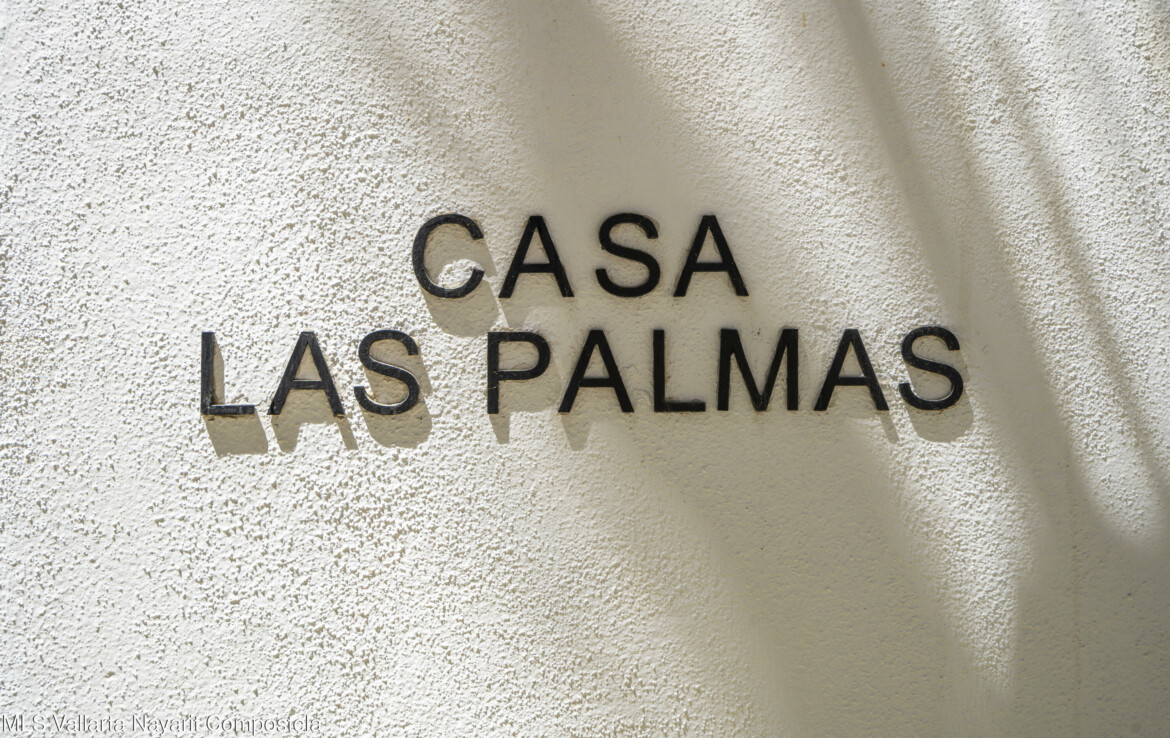 CASA
LAS PALMAS
MLS Vallarta Nayarit Compostela